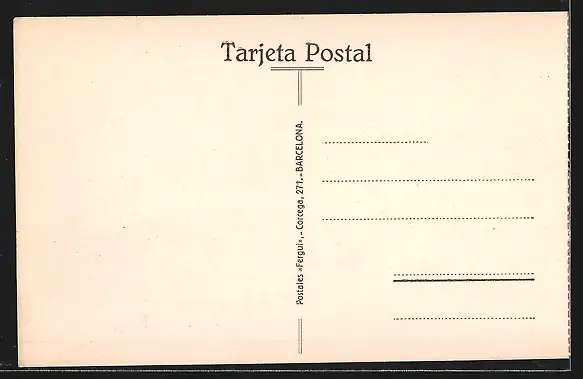 Tarjeta Postal
Postales «Fergui», - Corcega, 271. - BARCELONA.